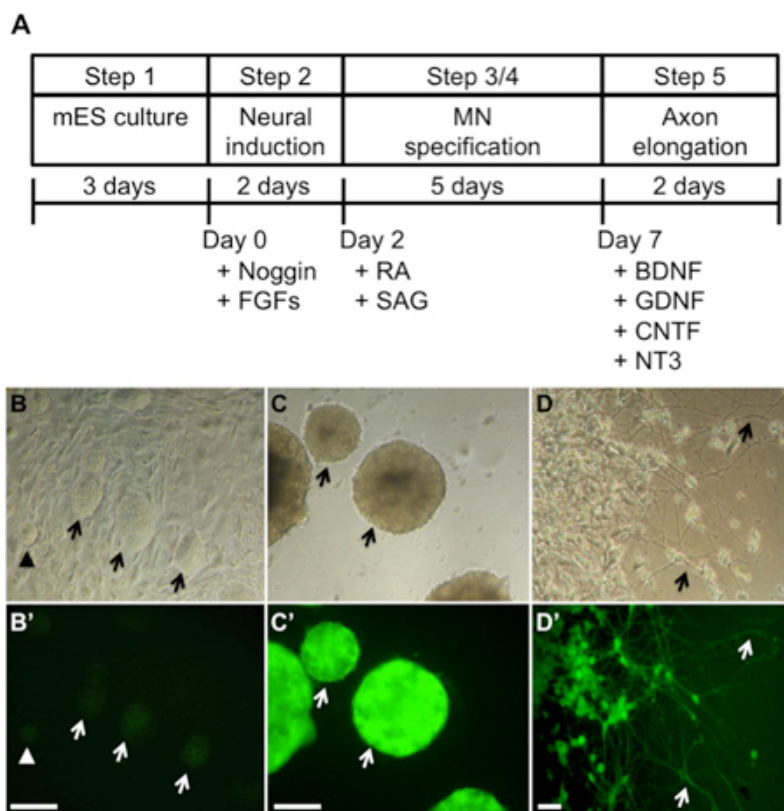 A
Step 1 Step 2 Step 3/4 Step 5
mES culture Neural induction MN specification Axon elongation
3 days 2 days 5 days 2 days
Day 0 Day 2 Day 7
+ Noggin + RA + BDNF
+ FGFs + SAG + GDNF
+ CNTF
+ NT3
B C D
B' C' D'